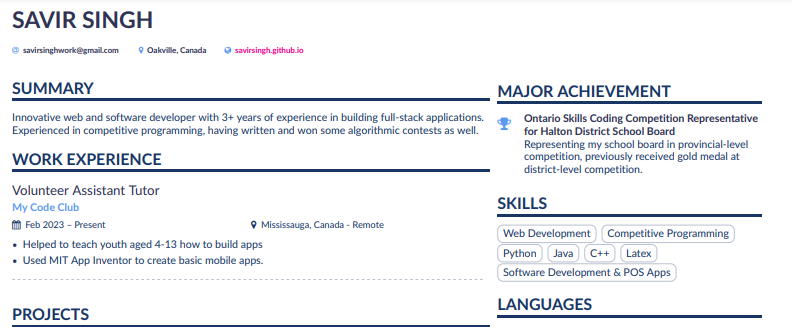 SAVIR SINGH
@ savirsinghwork@gmail.com Oakville, Canada savirsingh.github.io
SUMMARY
Innovative web and software developer with 3+ years of experience in building full-stack applications.
Experienced in competitive programming, having written and won some algorithmic contests as well.
WORK EXPERIENCE
Volunteer Assistant Tutor
My Code Club
Feb 2023 – Present Mississauga, Canada - Remote
• Helped to teach youth aged 4-13 how to build apps
• Used MIT App Inventor to create basic mobile apps.
PROJECTS
MAJOR ACHIEVEMENT
Ontario Skills Coding Competition Representative
for Halton District School Board
Representing my school board in provincial-level
competition, previously received gold medal at
district-level competition.
SKILLS
Web Development Competitive Programming
Python Java C++ Latex
Software Development & POS Apps
LANGUAGES